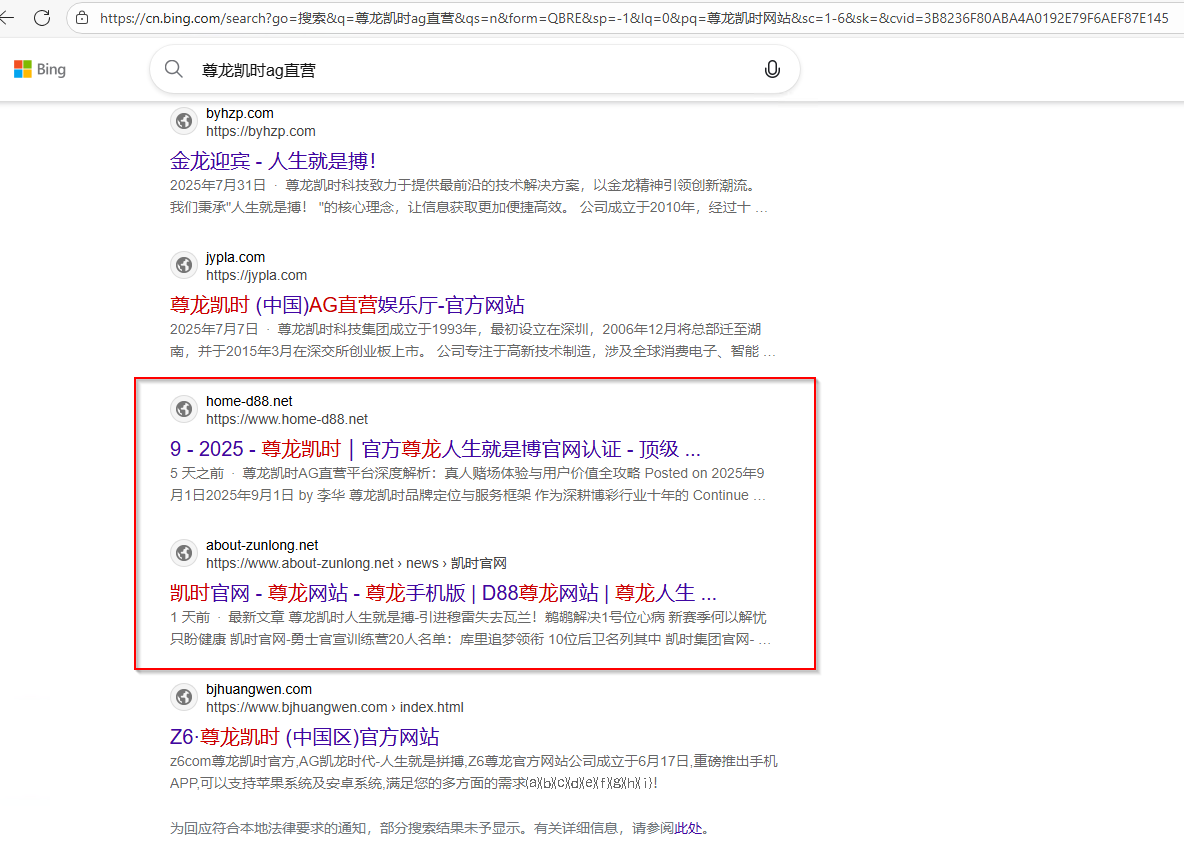 https://cn.bing.com/search?go=搜索&q=尊龙凯时ag直营&qs=n&form=QBRE&sp=-1&lq=0&pq=尊龙凯时网站&sc=1-6&sk=&cvid=3B8236F80ABA4A0192E79F6AEF87E145
Bing
尊龙凯时ag直营
byhzp.com
https://byhzp.com
金龙迎宾 - 人生就是搏！
2025年7月31日 · 尊龙凯时科技致力于提供最前沿的技术解决方案，以金龙精神引领创新潮流。
我们秉承"人生就是搏！ "的核心理念，让信息获取更加便捷高效。 公司成立于2010年，经过十 …
jypla.com
https://jypla.com
尊龙凯时 (中国)AG直营娱乐厅-官方网站
2025年7月7日 · 尊龙凯时科技集团成立于1993年，最初设立在深圳，2006年12月将总部迁至湖
南，并于2015年3月在深交所创业板上市。 公司专注于高新技术制造，涉及全球消费电子、智能 …
home-d88.net
https://www.home-d88.net
9 - 2025 - 尊龙凯时｜官方尊龙人生就是博官网认证 - 顶级 ...
5 天之前 · 尊龙凯时AG直营平台深度解析：真人赌场体验与用户价值全攻略 Posted on 2025年9
月1日2025年9月1日 by 李华 尊龙凯时品牌定位与服务框架 作为深耕博彩行业十年的 Continue …
about-zunlong.net
https://www.about-zunlong.net › news › 凯时官网
凯时官网 - 尊龙网站 - 尊龙手机版 | D88尊龙网站 | 尊龙人生 ...
1 天前 · 最新文章 尊龙凯时人生就是搏-引进穆雷失去瓦兰！鹈鹕解决1号位心病 新赛季何以解忧
只盼健康 凯时官网-勇士官宣训练营20人名单：库里追梦领衔 10位后卫名列其中 凯时集团官网- …
bjhuangwen.com
https://www.bjhuangwen.com › index.html
Z6·尊龙凯时 (中国区)官方网站
z6com尊龙凯时官方,AG凯龙时代-人生就是拼搏,Z6尊龙官方网站公司成立于6月17日,重磅推出手机
APP,可以支持苹果系统及安卓系统,满足您的多方面的需求⒜⒝⒞⒟⒠⒡⒢⒣⒤!
为回应符合本地法律要求的通知，部分搜索结果未予显示。有关详细信息，请参阅此处。